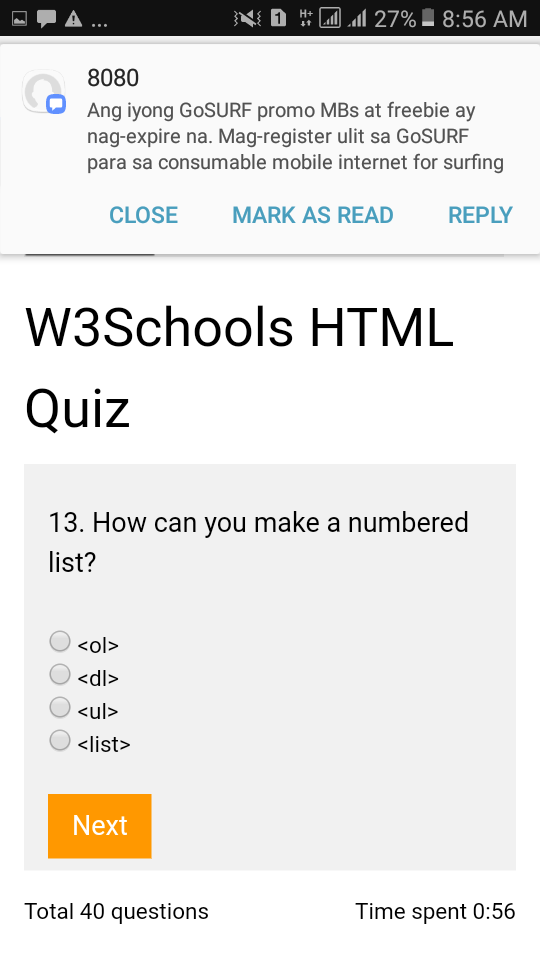 ... 1 H+ 27% 8:56 AM
8080
Ang iyong GoSURF promo MBs at freebie ay
nag-expire na. Mag-register ulit sa GoSURF
para sa consumable mobile internet for surfing
CLOSE MARK AS READ REPLY
W3Schools HTML
Quiz
13. How can you make a numbered
list?
<ol>
<dl>
<ul>
<list>
Next
Total 40 questions Time spent 0:56